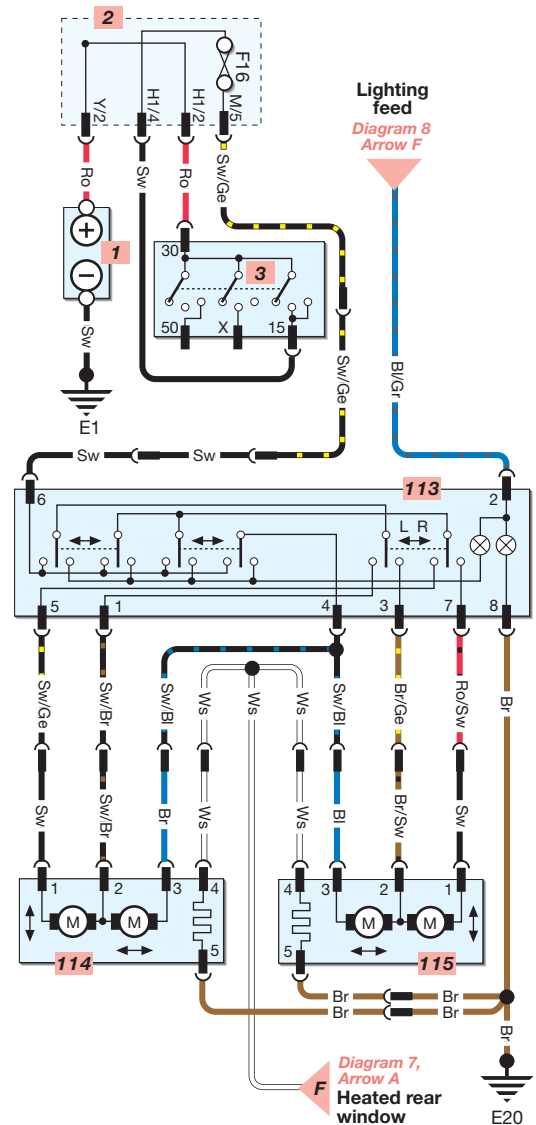 2
F16
Y/2
H1/4
H1/2
M/5
Lighting
feed
Diagram 8
Arrow F
Ro
Sw
Ro
Sw/Ge
+
1
−
30
3
50
X
15
Sw
E1
Sw/Ge
Bl/Gr
Sw
Sw
113
6
2
L R
5
1
4
3
7
8
Sw/Ge
Sw/Br
Sw/Bl
Ws
Ws
Ws
Sw/Bl
Br/Ge
Ro/Sw
Br
Sw
Sw/Br
Br
Ws
Ws
Bl
Br/Sw
Sw
1
2
3
4
4
3
2
1
M
M
M
M
5
5
114
115
Br
Br
Br
Br
Br
F
Diagram 7,
Arrow A
Heated rear
window
E20